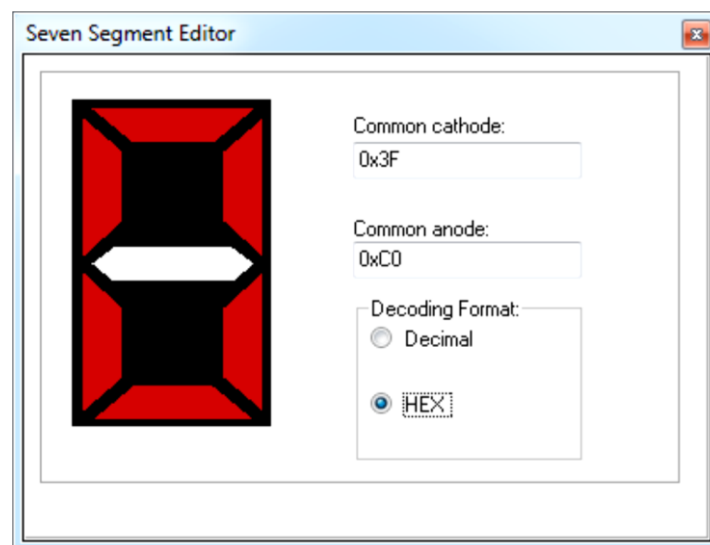 Seven Segment Editor
Common cathode:
0x3F
Common anode:
0xC0
Decoding Format:
Decimal
HEX